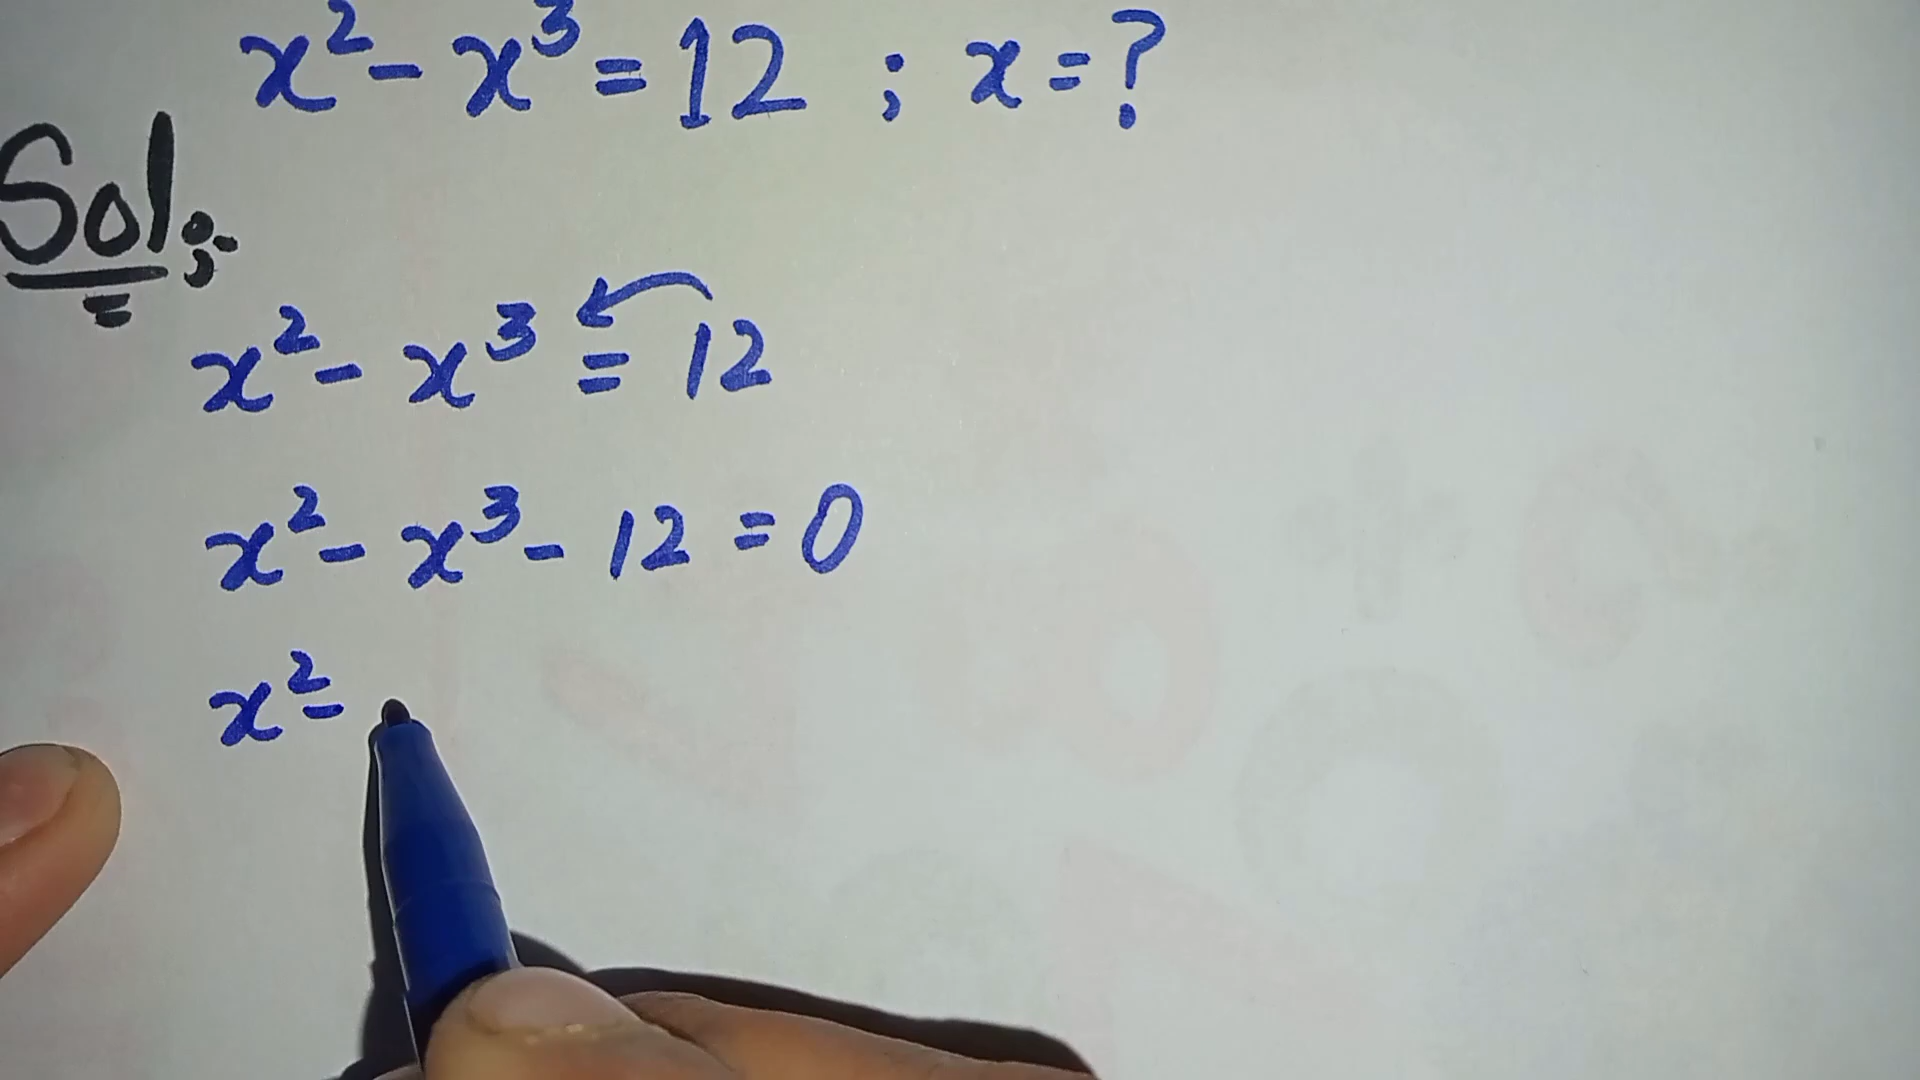 x² - x³ = 12 ; x = ?
Sol:-
x² - x³ = 12
x² - x³ - 12 = 0
x² -